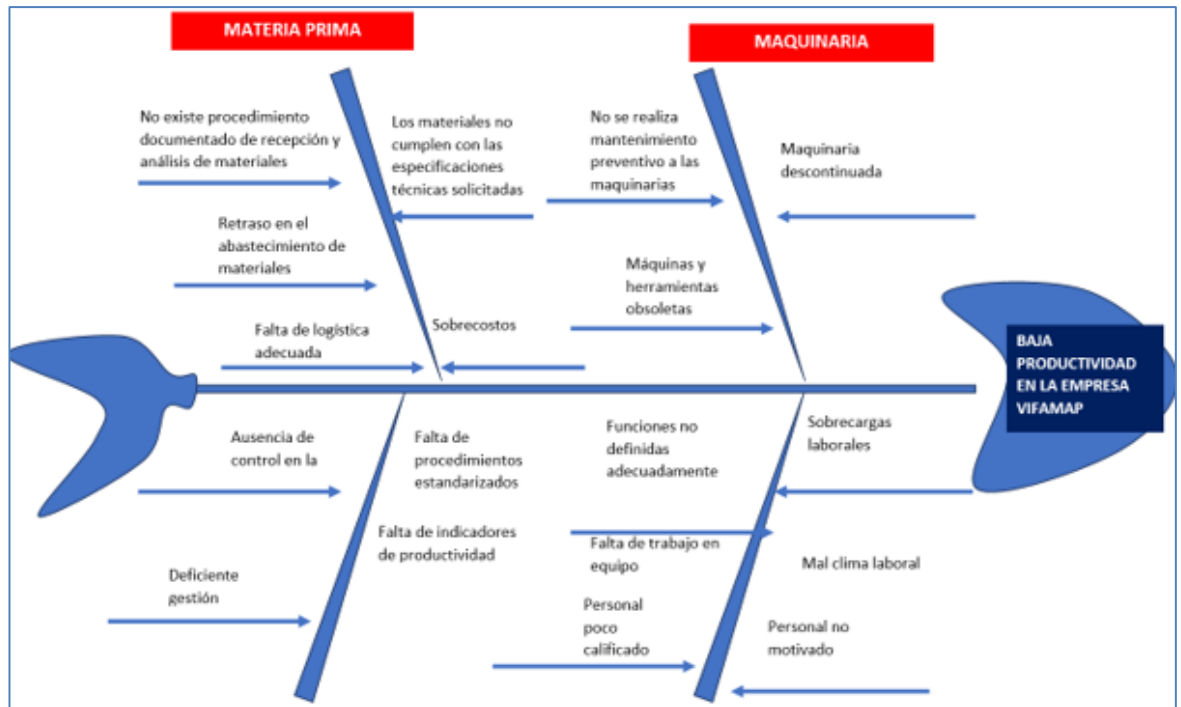 MATERIA PRIMA
MAQUINARIA
No existe procedimiento
documentado de recepción y
análisis de materiales
Los materiales no
cumplen con las
especificaciones
técnicas solicitadas
No se realiza
mantenimiento
preventivo a las
maquinarias
Maquinaria
descontinuada
Retraso en el
abastecimiento de
materiales
Máquinas y
herramientas
obsoletas
Falta de logística
adecuada
Sobrecostos
BAJA
PRODUCTIVIDAD
EN LA EMPRESA
VIFAMAP
Ausencia de
control en la
Falta de
procedimientos
estandarizados
Funciones no
definidas
adecuadamente
Sobrecargas
laborales
Falta de indicadores
de productividad
Falta de trabajo en
equipo
Mal clima laboral
Deficiente
gestión
Personal
poco
calificado
Personal no
motivado